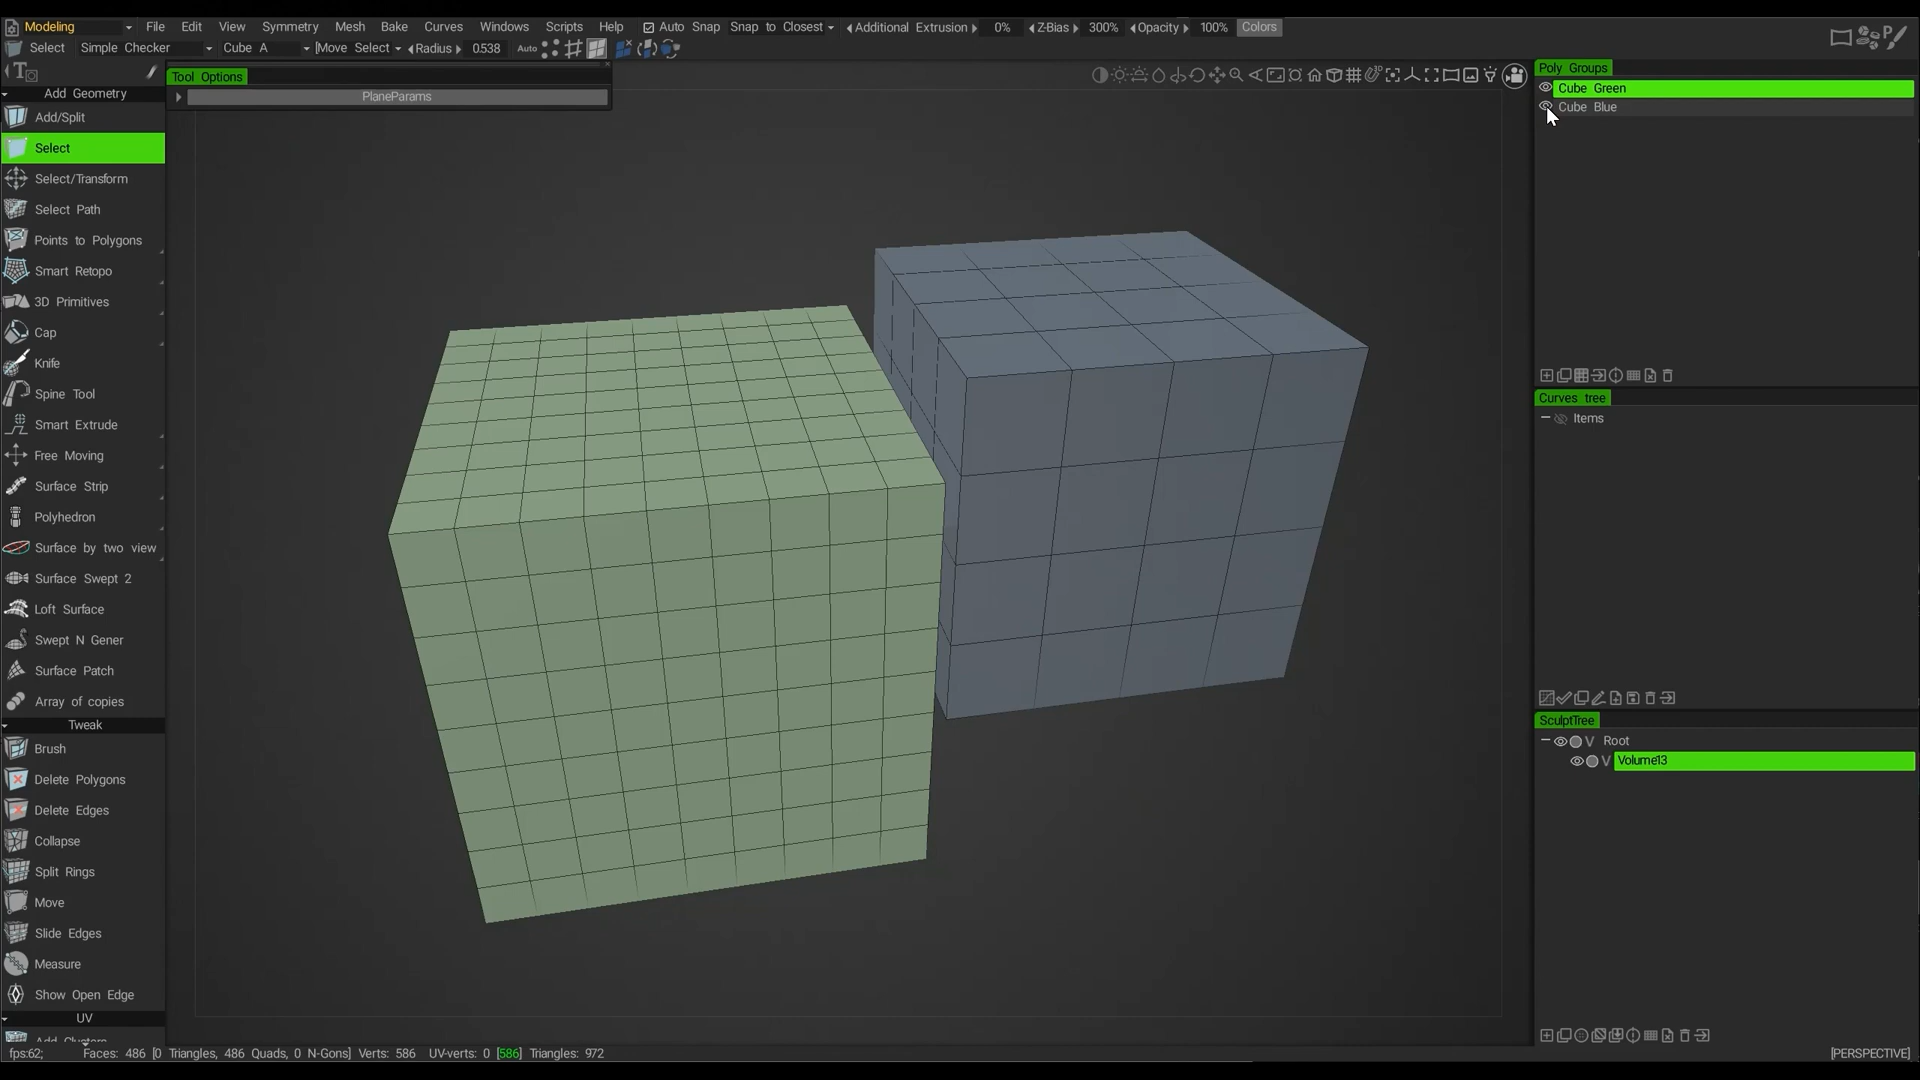 Modeling File Edit View Symmetry Mesh Bake Curves Windows Scripts Help Auto Snap Snap to Closest Additional Extrusion 0% Z-Bias 300% Opacity 100% Colors
Select Simple Checker Cube A [Move Select Radius 0.538 Auto
Tool Options
PlaneParams
Add Geometry
Add/Split
Select
Select/Transform
Select Path
Points to Polygons
Smart Retopo
3D Primitives
Cap
Knife
Spine Tool
Smart Extrude
Free Moving
Surface Strip
Polyhedron
Surface by two view
Surface Swept 2
Loft Surface
Swept N Gener
Surface Patch
Array of copies
Tweak
Brush
Delete Polygons
Delete Edges
Collapse
Split Rings
Move
Slide Edges
Measure
Show Open Edge
UV
Add Clusters
Poly Groups
Cube Green
Cube Blue
Curves tree
Items
SculptTree
V Root
V Volume13
fps:62; Faces: 486 [0 Triangles, 486 Quads, 0 N-Gons] Verts: 586 UV-verts: 0 [586] Triangles: 972
[PERSPECTIVE]